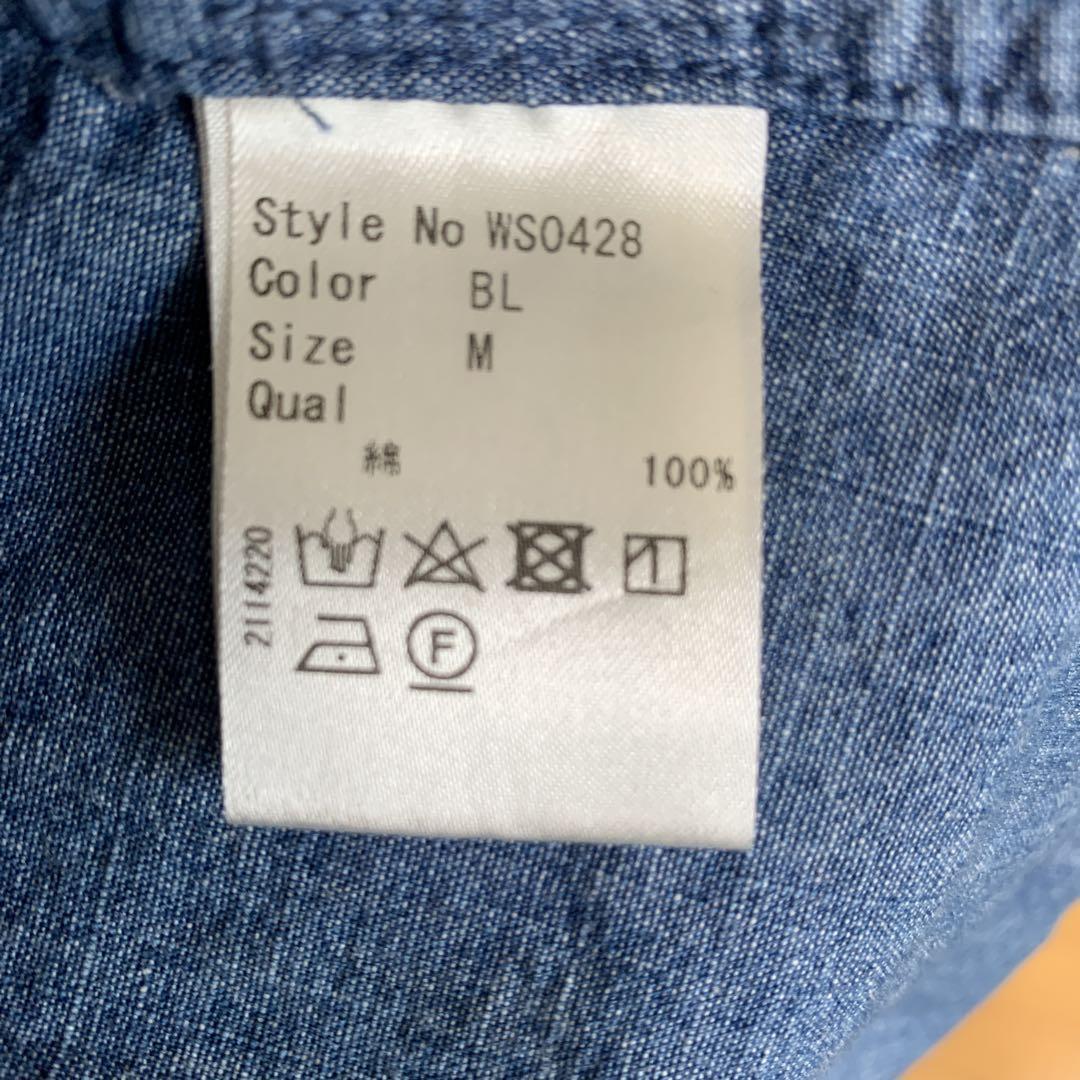 Style No WS0428
Color BL
Size M
Qual
綿 100%
2114220
F